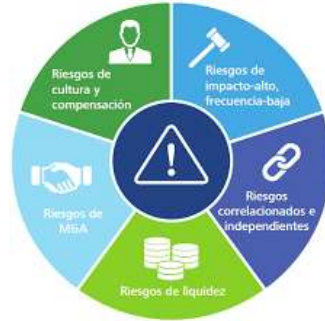 Riesgos de
cultura y
compensación
Riesgos de
impacto-alto,
frecuencia-baja
Riesgos
correlacionados e
independientes
Riesgos de liquidez
Riesgos de
M&A